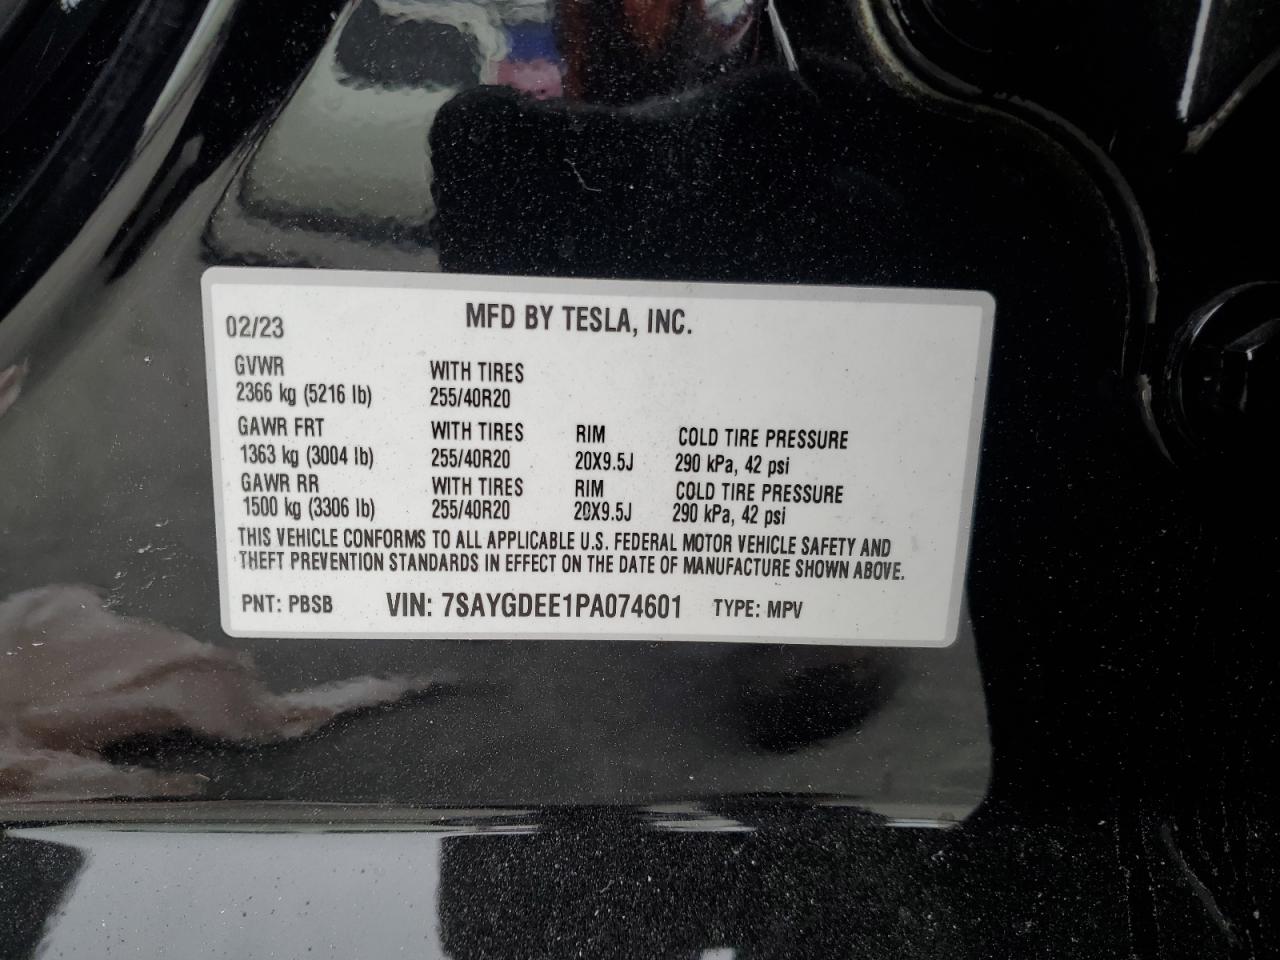 MFD BY TESLA, INC.
02/23
GVWR WITH TIRES
2366 kg (5216 lb) 255/40R20
GAWR FRT WITH TIRES RIM COLD TIRE PRESSURE
1363 kg (3004 lb) 255/40R20 20X9.5J 290 kPa, 42 psi
GAWR RR WITH TIRES RIM COLD TIRE PRESSURE
1500 kg (3306 lb) 255/40R20 20X9.5J 290 kPa, 42 psi
THIS VEHICLE CONFORMS TO ALL APPLICABLE U.S. FEDERAL MOTOR VEHICLE SAFETY AND
THEFT PREVENTION STANDARDS IN EFFECT ON THE DATE OF MANUFACTURE SHOWN ABOVE.
PNT: PBSB VIN: 7SAYGDEE1PA074601 TYPE: MPV